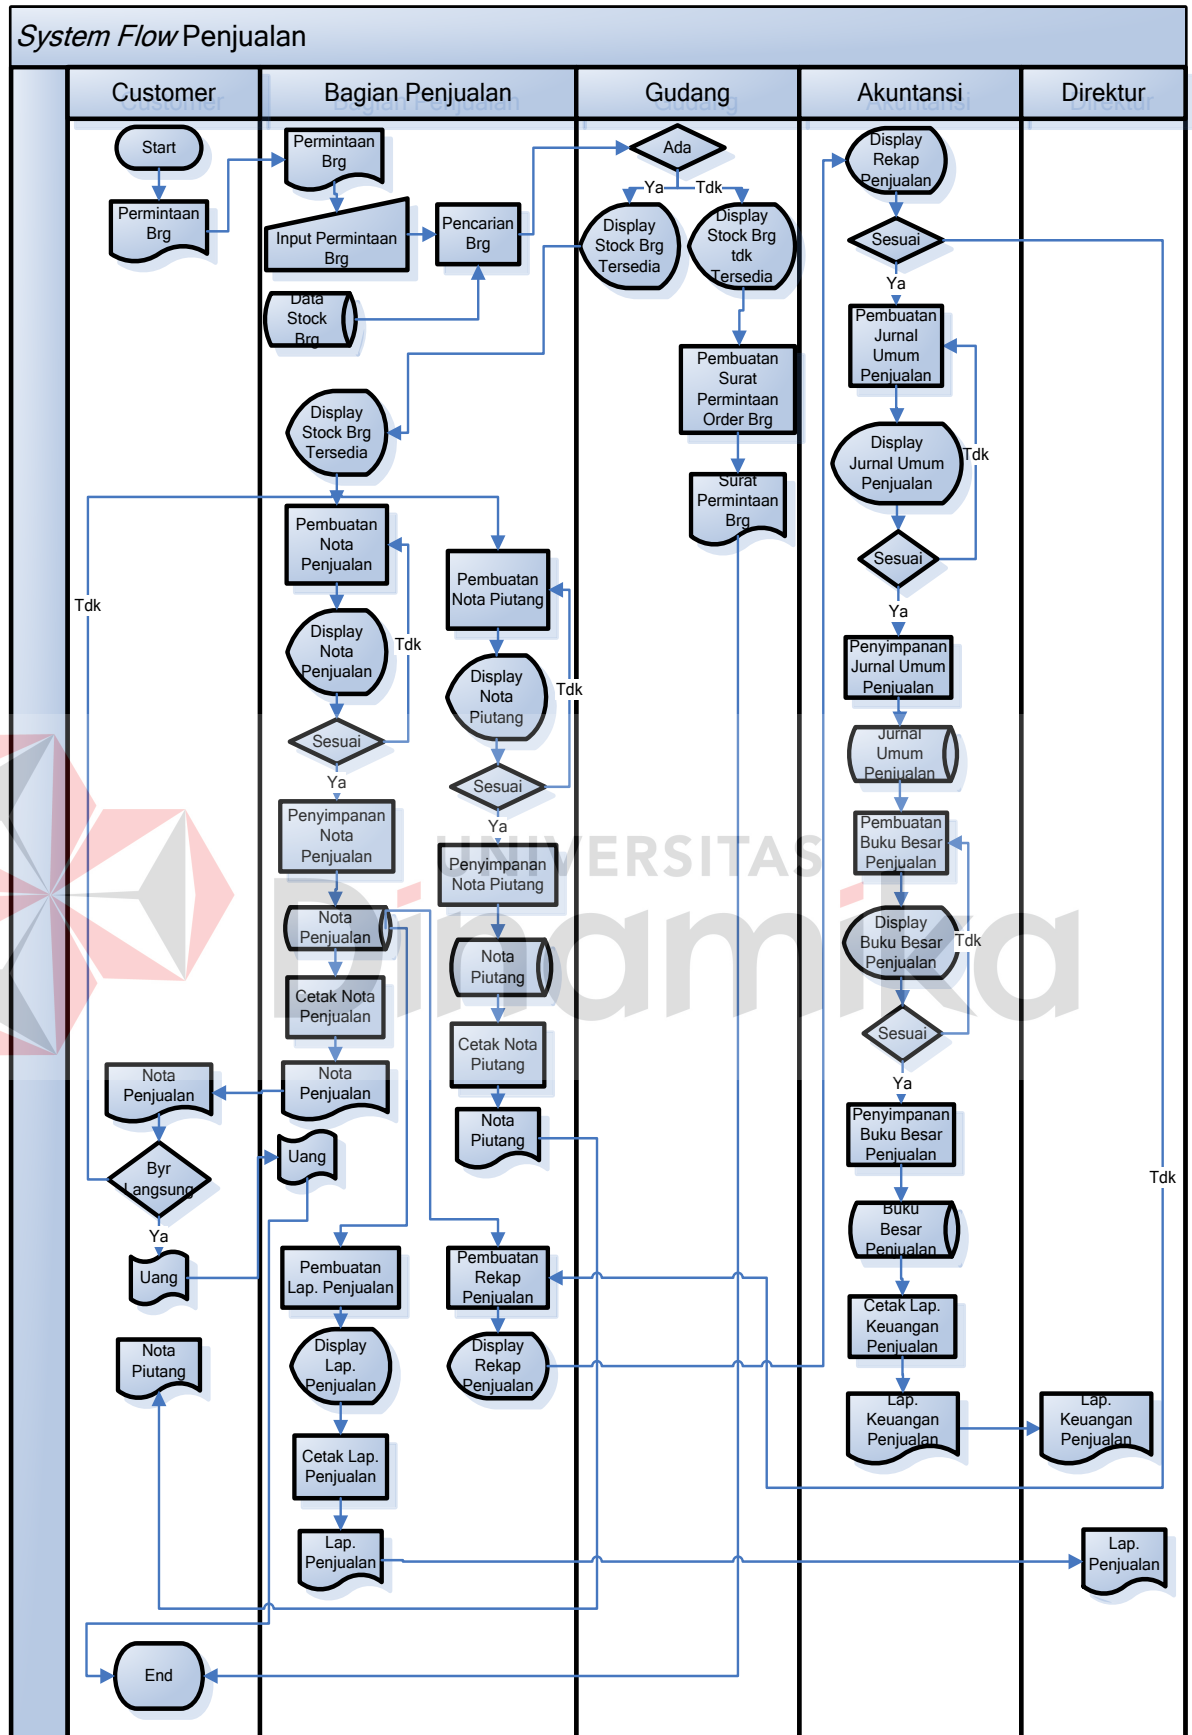 System Flow Penjualan
Customer
Bagian Penjualan
Gudang
Akuntansi
Direktur
Start
Permintaan
Brg
Permintaan
Brg
Input Permintaan
Brg
Pencarian
Brg
Data
Stock
Brg
Display
Stock Brg
Tersedia
Pembuatan
Nota
Penjualan
Display
Nota
Penjualan
Tdk
Sesuai
Ya
Penyimpanan
Nota
Penjualan
Nota
Penjualan
Cetak Nota
Penjualan
Nota
Penjualan
Pembuatan
Nota Piutang
Display
Nota
Piutang
Tdk
Sesuai
Ya
Penyimpanan
Nota Piutang
Nota
Piutang
Cetak Nota
Piutang
Nota
Piutang
Tdk
Nota
Penjualan
Byr
Langsung
Ya
Uang
Uang
Nota
Piutang
Pembuatan
Lap. Penjualan
Display
Lap.
Penjualan
Cetak Lap.
Penjualan
Lap.
Penjualan
Pembuatan
Rekap
Penjualan
Display
Rekap
Penjualan
End
Ada
Ya
Tdk
Display
Stock Brg
Tersedia
Display
Stock Brg
tdk
Tersedia
Pembuatan
Surat
Permintaan
Order Brg
Surat
Permintaan
Brg
Display
Rekap
Penjualan
Sesuai
Ya
Pembuatan
Jurnal
Umum
Penjualan
Display
Jurnal Umum
Penjualan
Tdk
Sesuai
Ya
Penyimpanan
Jurnal Umum
Penjualan
Jurnal
Umum
Penjualan
Pembuatan
Buku Besar
Penjualan
Display
Buku Besar
Penjualan
Tdk
Sesuai
Ya
Penyimpanan
Buku Besar
Penjualan
Buku
Besar
Penjualan
Cetak Lap.
Keuangan
Penjualan
Lap.
Keuangan
Penjualan
Tdk
Lap.
Keuangan
Penjualan
Lap.
Penjualan
UNIVERSITAS
Dinamika